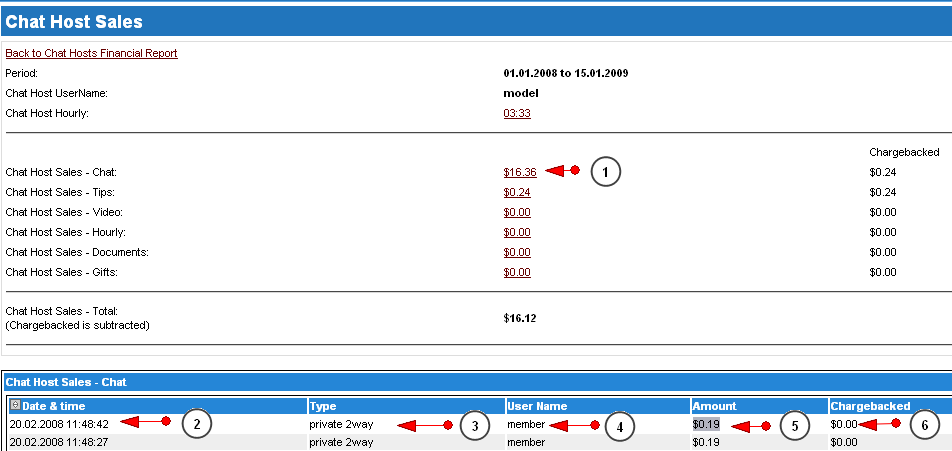 Chat Host Sales
Back to Chat Hosts Financial Report
Period: 01.01.2008 to 15.01.2009
Chat Host UserName: model
Chat Host Hourly: 03:33
Chargebacked
Chat Host Sales - Chat: $16.36 1 $0.24
Chat Host Sales - Tips: $0.24 $0.24
Chat Host Sales - Video: $0.00 $0.00
Chat Host Sales - Hourly: $0.00 $0.00
Chat Host Sales - Documents: $0.00 $0.00
Chat Host Sales - Gifts: $0.00 $0.00
Chat Host Sales - Total: $16.12
(Chargebacked is subtracted)
Chat Host Sales - Chat
Date & time Type User Name Amount Chargebacked
20.02.2008 11:48:42 2 private 2way 3 member 4 $0.19 5 $0.00 6
20.02.2008 11:48:27 private 2way member $0.19 $0.00